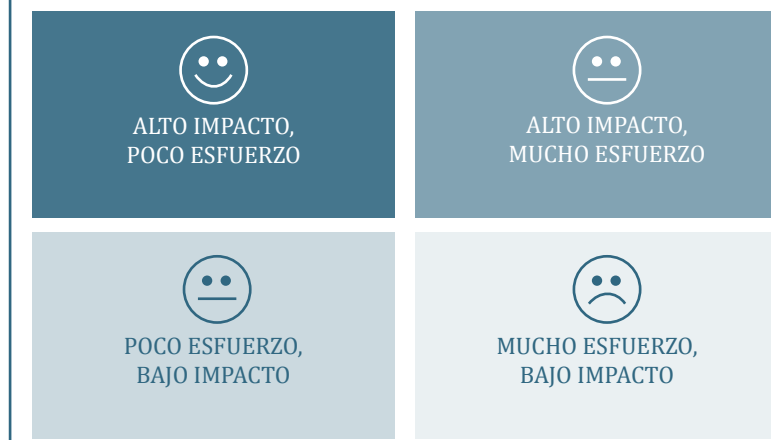 ALTO IMPACTO,
POCO ESFUERZO
ALTO IMPACTO,
MUCHO ESFUERZO
POCO ESFUERZO,
BAJO IMPACTO
MUCHO ESFUERZO,
BAJO IMPACTO